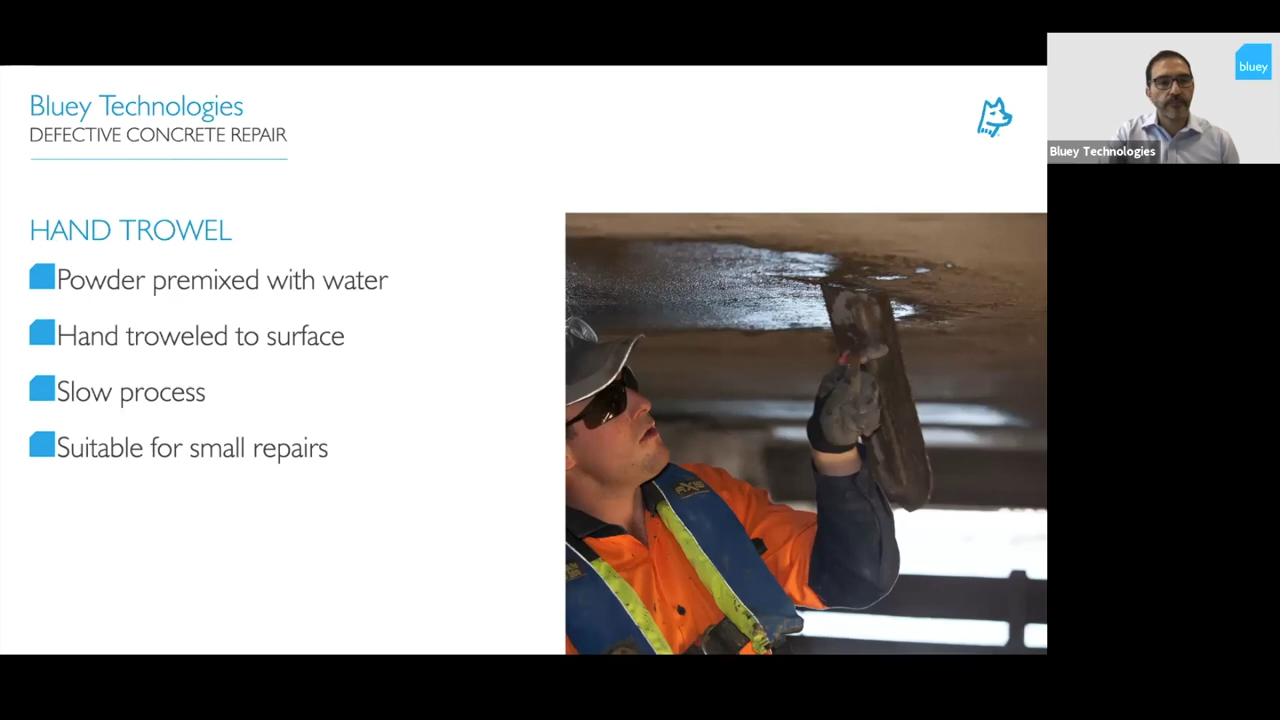 Bluey Technologies
DEFECTIVE CONCRETE REPAIR
HAND TROWEL
Powder premixed with water
Hand troweled to surface
Slow process
Suitable for small repairs
bluey
Bluey Technologies
AXIS